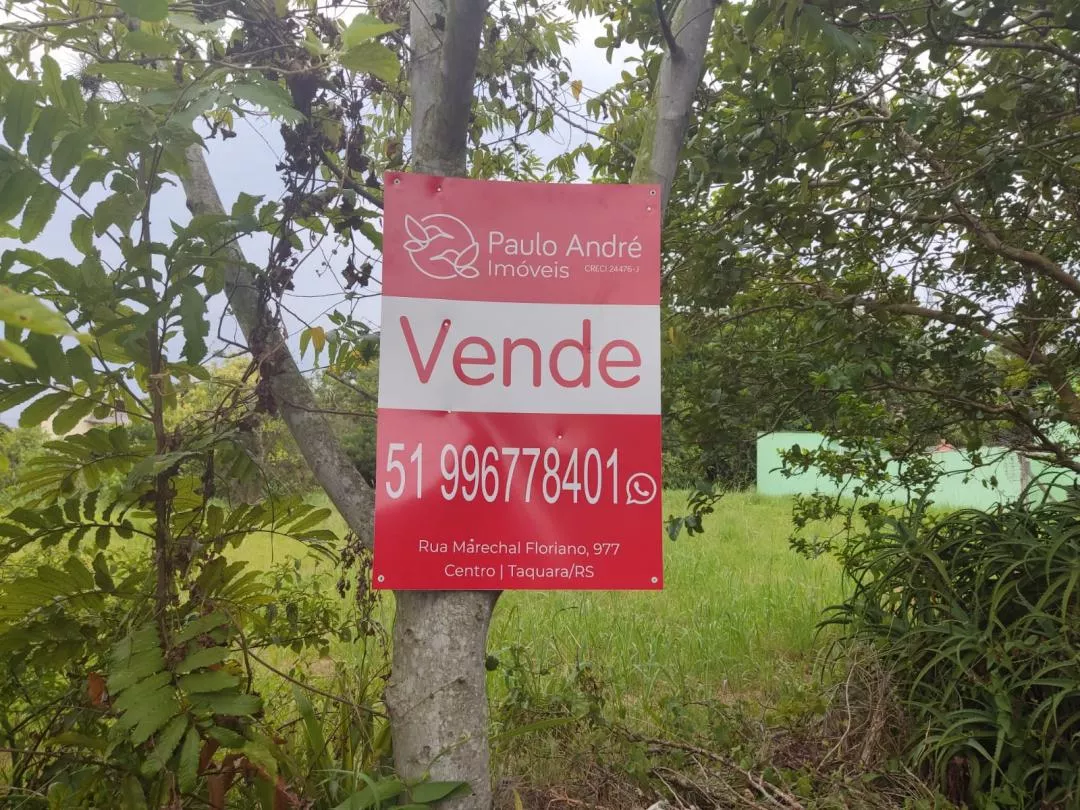 Paulo André
Imóveis CRECI 24476-J
Vende
51 996778401
Rua Marechal Floriano, 977
Centro | Taquara/RS